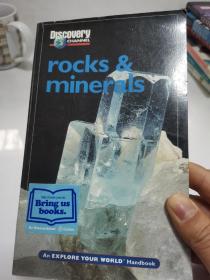 Discovery
CHANNEL
rocks &
minerals
Bring us
books.
An EXPLORE YOUR WORLD™ Handbook